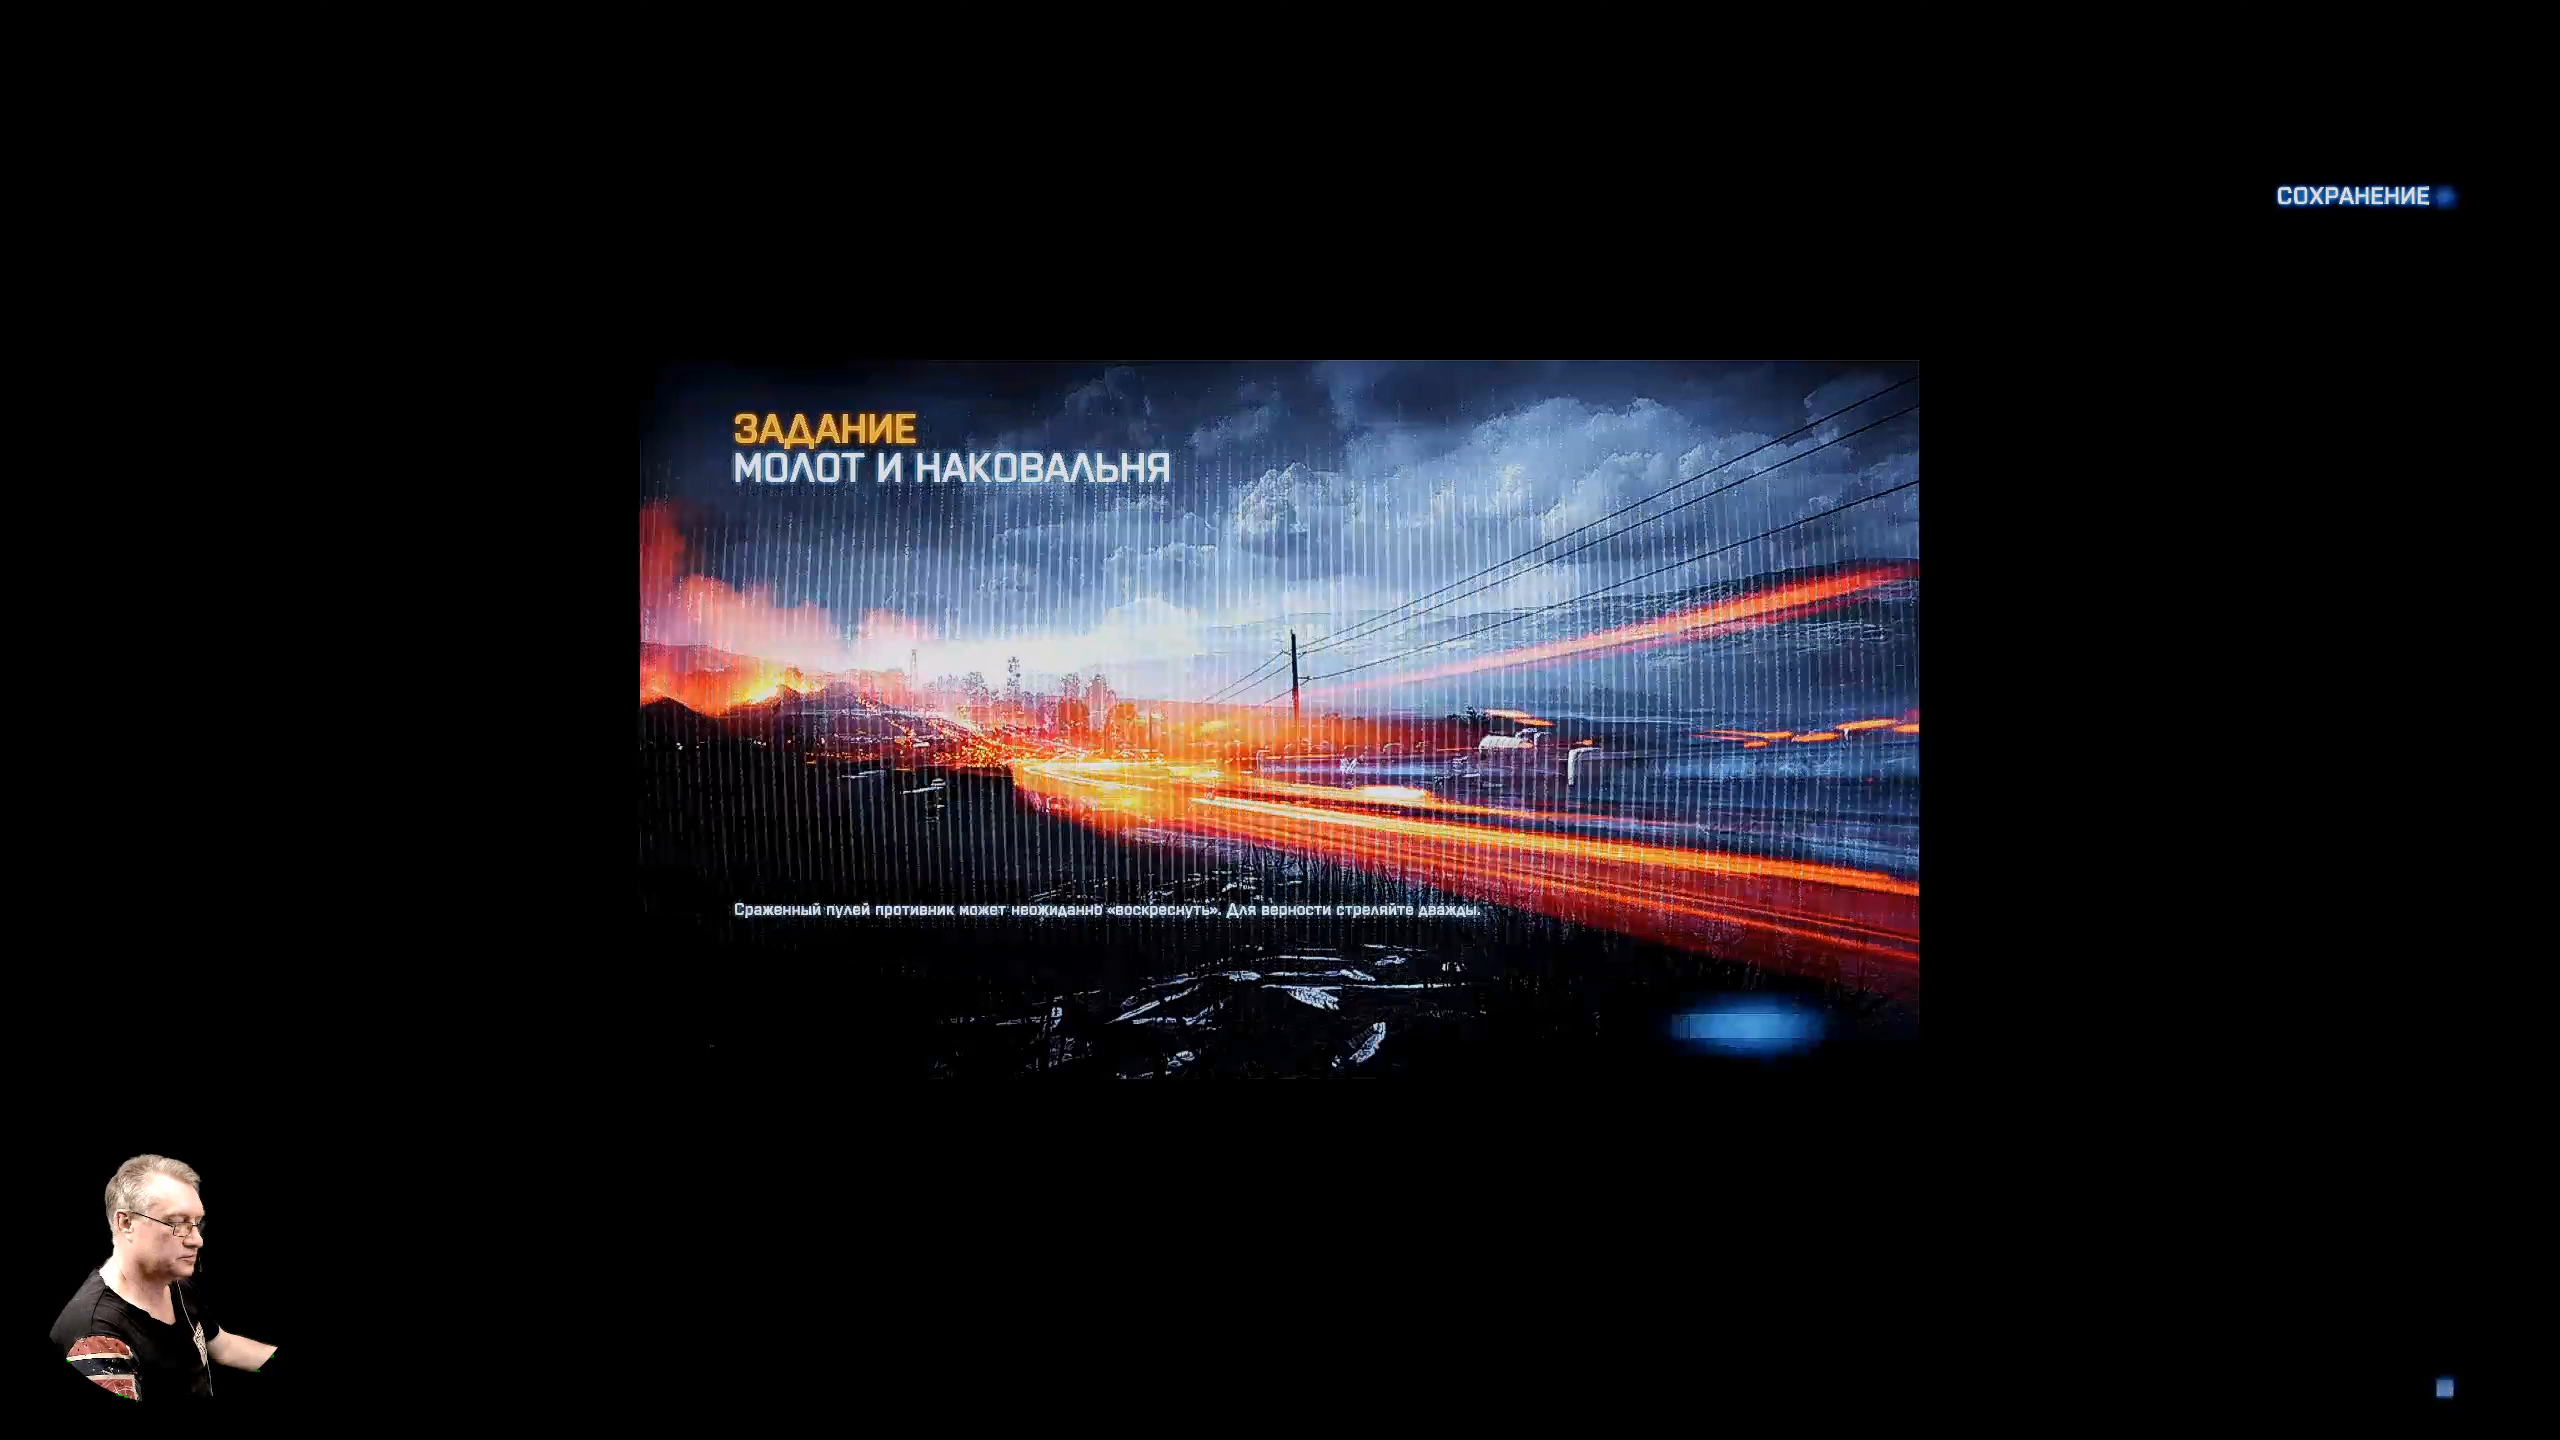 СОХРАНЕНИЕ
ЗАДАНИЕ
МОЛОТ И НАКОВАЛЬНЯ
Сраженный пулей противник может неожиданно «воскреснуть». Для верности стреляйте дважды.